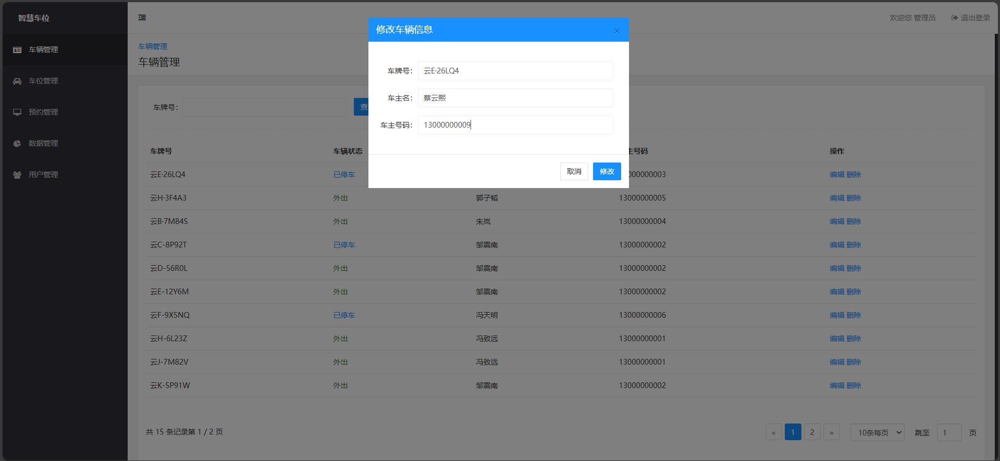 智慧车位
欢迎您 管理员 退出登录
车辆管理
车位管理
预约管理
数据管理
用户管理
车辆管理
车辆管理
修改车辆信息 ×
车牌号： 云E·26LQ4
车主名： 蔡云熙
车主号码： 13000000009
取消 修改
车牌号： 查
车牌号 车辆状态 主号码 操作
云E·26LQ4 已停车 000000003 编辑 删除
云H·3F4A3 外出 郭子韬 13000000005 编辑 删除
云B·7M84S 外出 朱岚 13000000004 编辑 删除
云C-8P92T 已停车 邹震南 13000000002 编辑 删除
云D-56R0L 外出 邹震南 13000000002 编辑 删除
云E-12Y6M 外出 邹震南 13000000002 编辑 删除
云F-9X5NQ 已停车 冯天明 13000000006 编辑 删除
云H-6L23Z 外出 冯致远 13000000001 编辑 删除
云J-7M82V 外出 冯致远 13000000001 编辑 删除
云K-5P91W 外出 邹震南 13000000002 编辑 删除
共 15 条记录第 1 / 2 页 « 1 2 » 10条每页 跳至 1 页